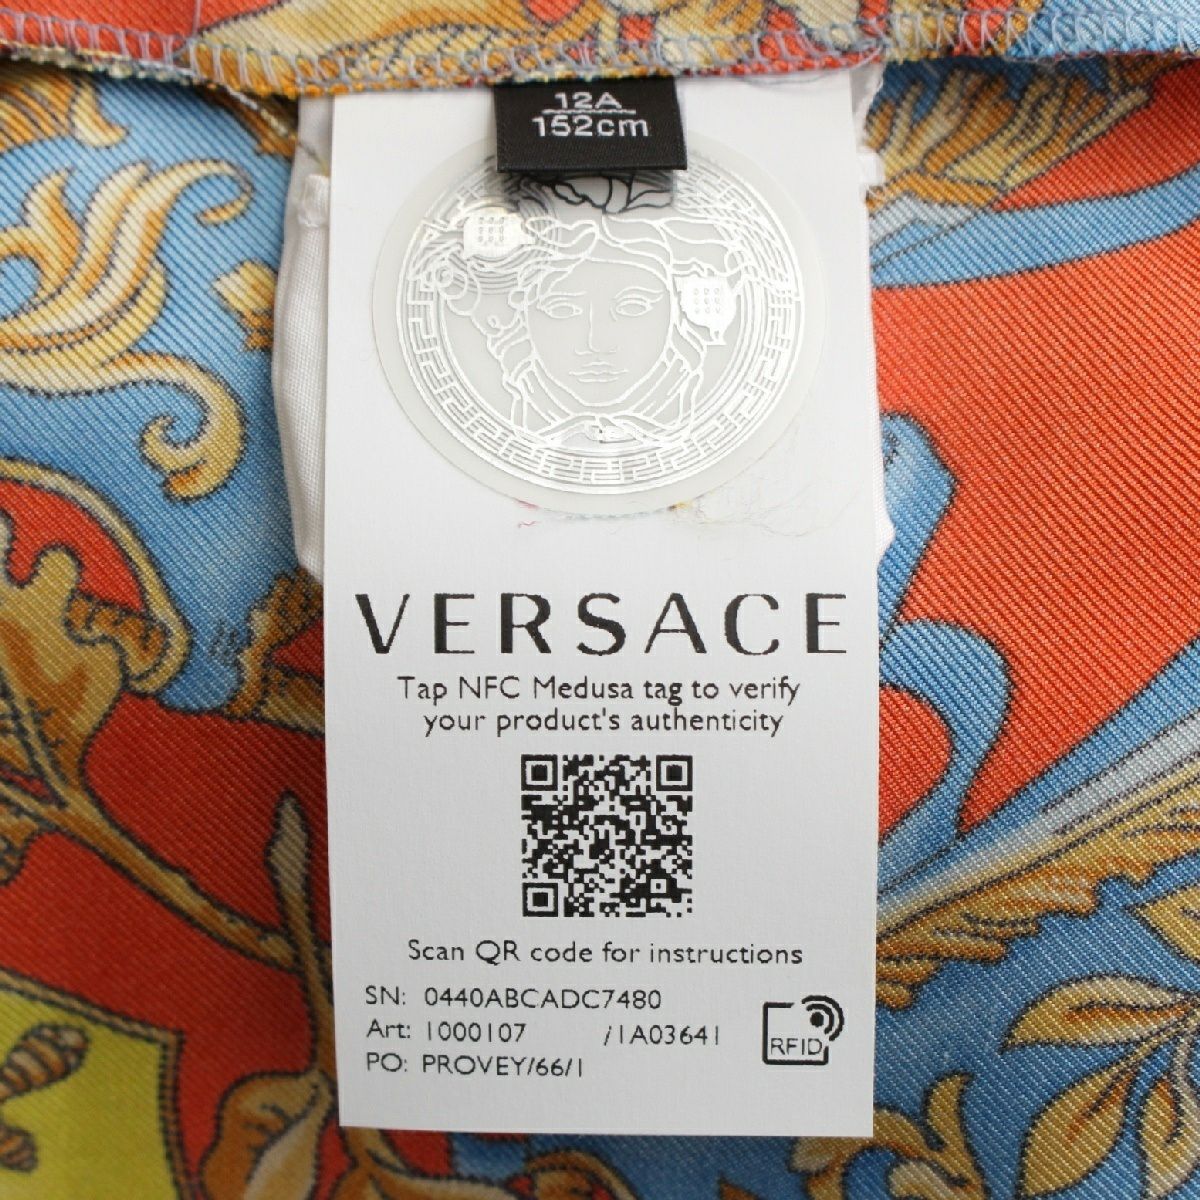 12A
152cm
VERSACE
Tap NFC Medusa tag to verify
your product's authenticity
Scan QR code for instructions
SN: 0440ABCADC7480
Art: 1000107 /1A03641
PO: PROVEY/66/1
RFID